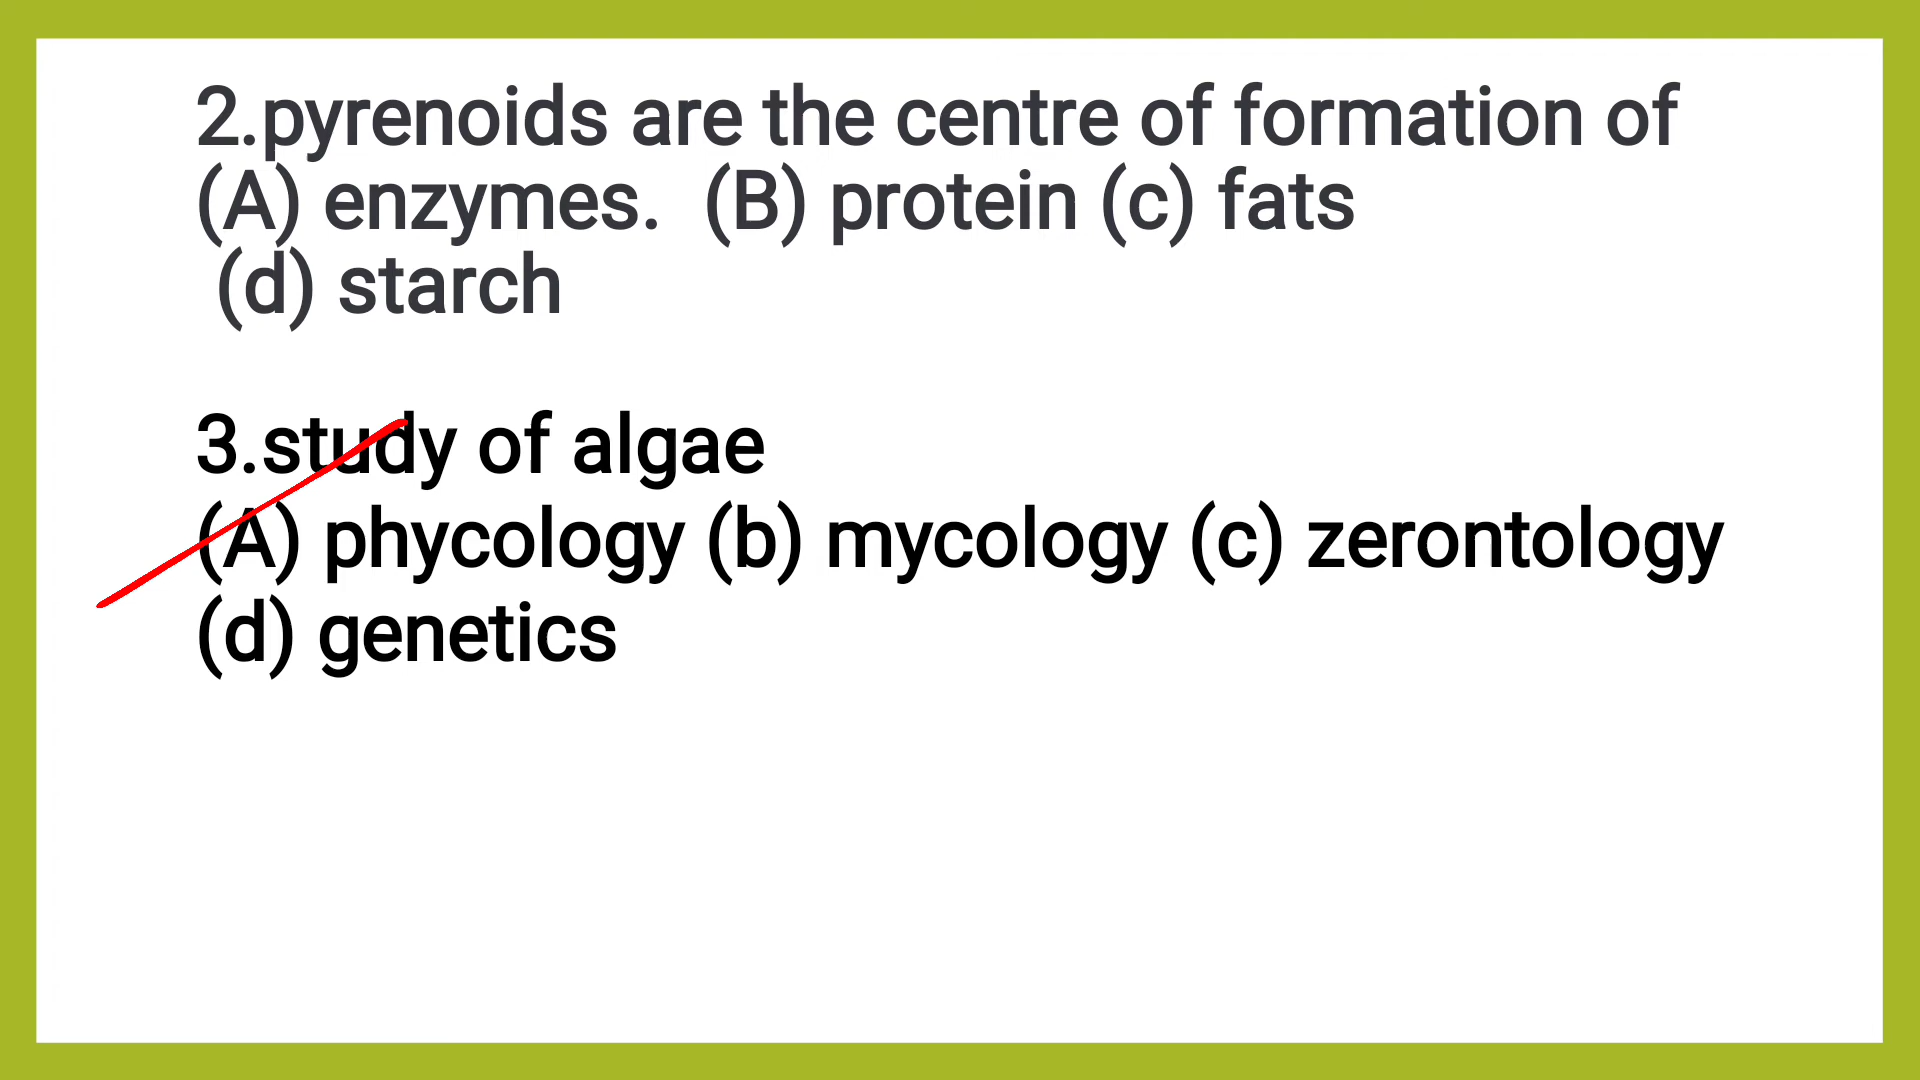 2.pyrenoids are the centre of formation of
(A) enzymes.  (B) protein (c) fats
(d) starch
3.study of algae
(A) phycology (b) mycology (c) zerontology
(d) genetics